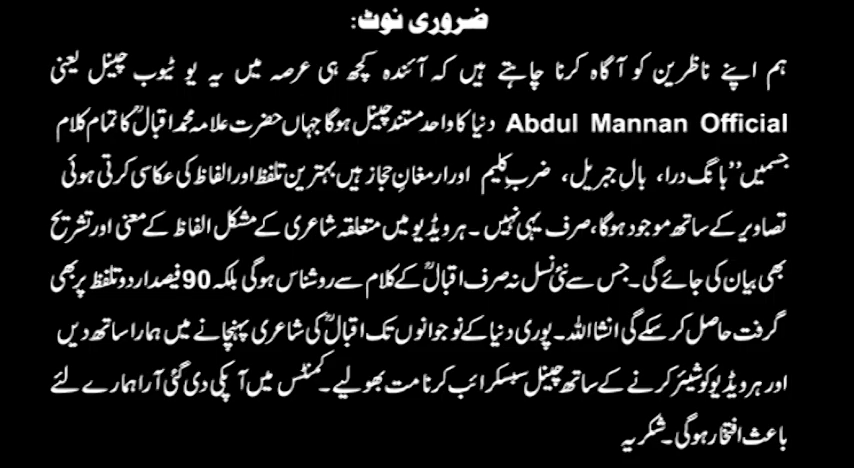 ضروری نوٹ:
ہم اپنے ناظرین کو آگاہ کرنا چاہتے ہیں کہ آئندہ کچھ ہی عرصہ میں یہ یو ٹیوب چینل یعنی
Abdul Mannan Official دنیا کا واحد مستند چینل ہوگا جہاں حضرت علامہ محمد اقبالؒ کا تمام کلام
جسمیں ”بانگ درا، بالِ جبریل، ضربِ کلیم اور ارمغانِ حجاز ہیں بہترین تلفظ اور الفاظ کی عکاسی کرتی ہوئی
تصاویر کے ساتھ موجود ہوگا، صرف یہی نہیں۔ ہر ویڈیو میں متعلقہ شاعری کے مشکل الفاظ کے معنی اور تشریح
بھی بیان کی جائے گی۔ جس سے نئی نسل نہ صرف اقبالؒ کے کلام سے روشناس ہوگی بلکہ 90 فیصد اردو تلفظ پر بھی
گرفت حاصل کر سکے گی انشا اللہ۔ پوری دنیا کے نوجوانوں تک اقبالؒ کی شاعری پہنچانے میں ہمارا ساتھ دیں
اور ہر ویڈیو کو شیئر کرنے کے ساتھ چینل سبسکرائب کرنا مت بھولیے۔ کمنٹس میں آپکی دی گئی آرا ہمارے لئے
باعث افتخار ہوگی۔ شکریہ